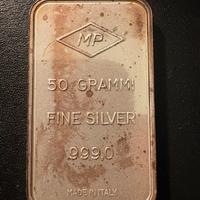 MP
50 GRAMMI
FINE SILVER
999,0
MADE IN ITALY